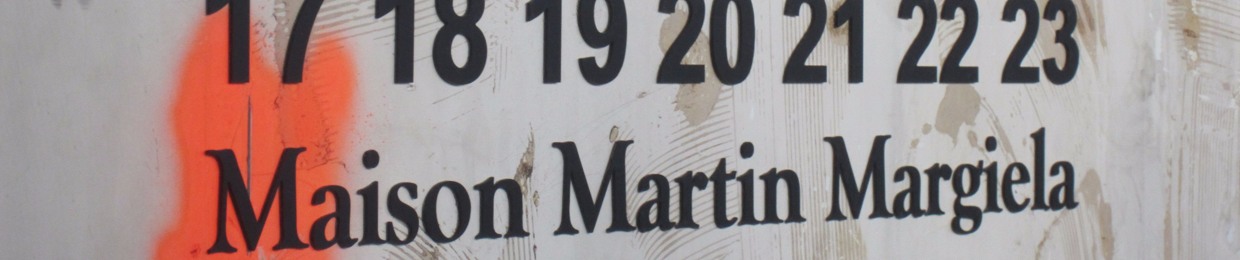 17 18 19 20 21 22 23
Maison Martin Margiela